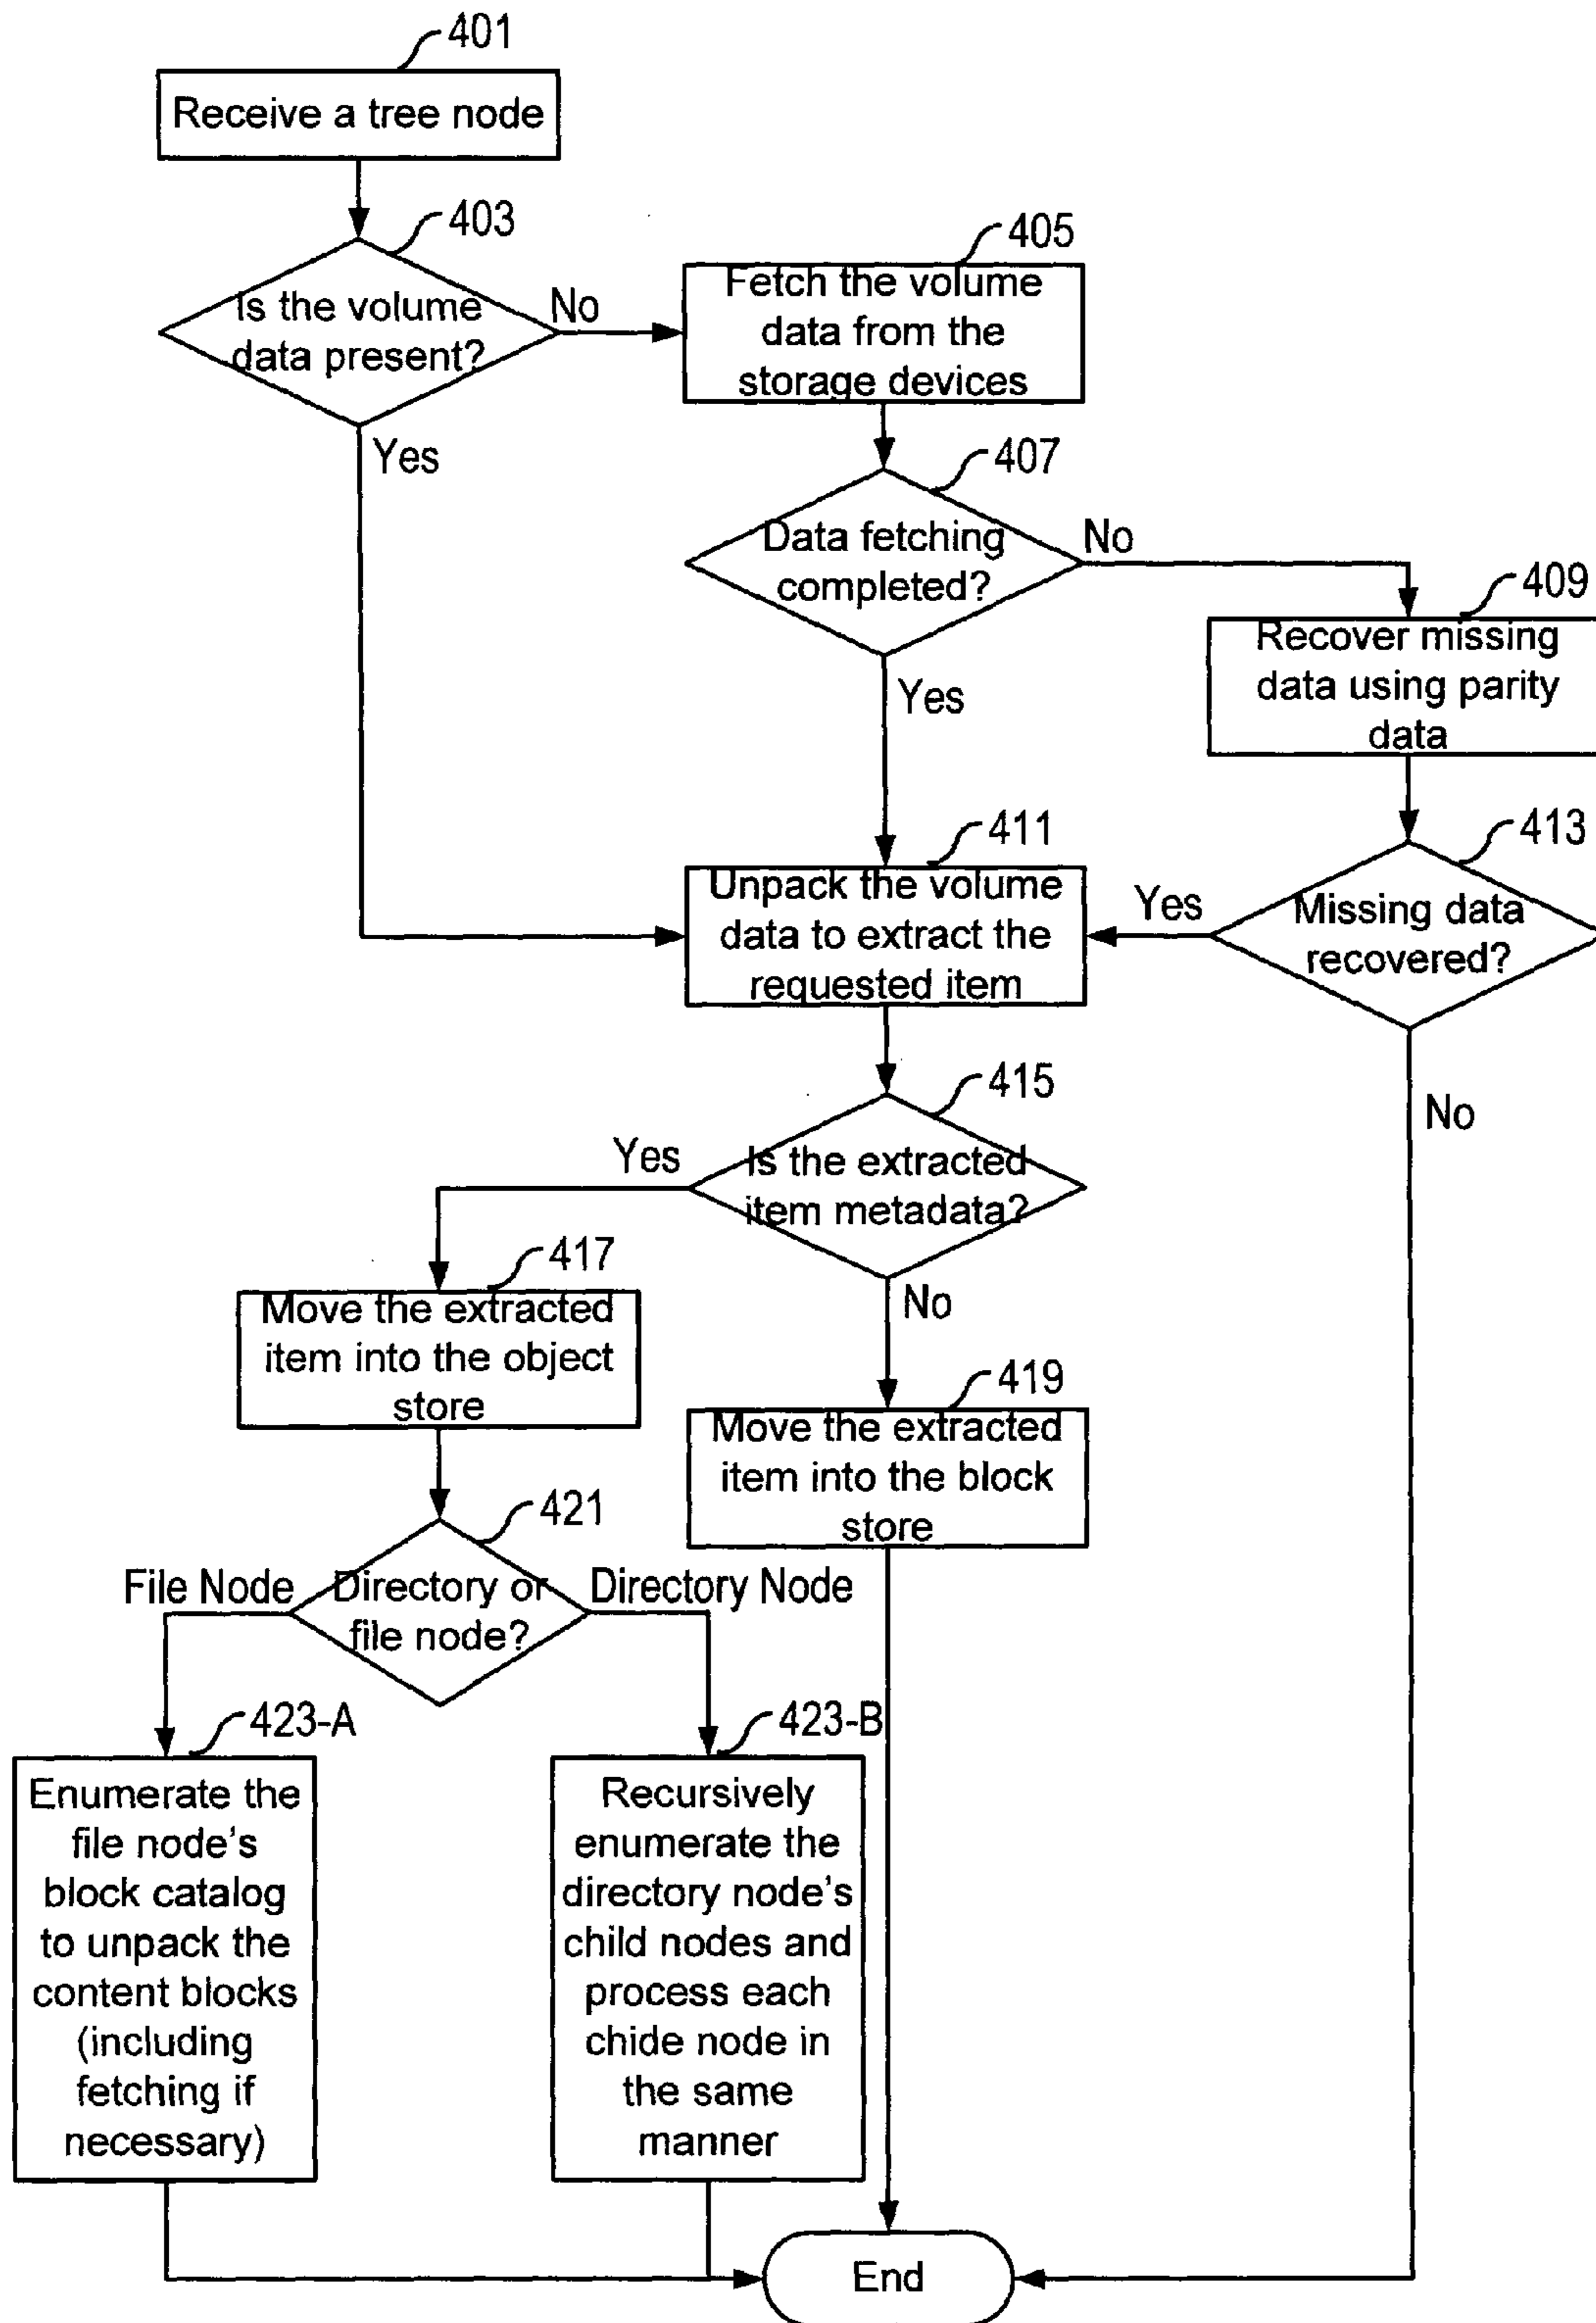 401
Receive a tree node
403
Is the volume
data present?
No
Yes
405
Fetch the volume
data from the
storage devices
407
Data fetching
completed?
No
Yes
409
Recover missing
data using parity
data
411
Unpack the volume
data to extract the
requested item
413
Missing data
recovered?
Yes
No
415
Is the extracted
item metadata?
Yes
No
417
Move the extracted
item into the object
store
419
Move the extracted
item into the block
store
421
Directory or
file node?
File Node
Directory Node
423-A
Enumerate the
file node's
block catalog
to unpack the
content blocks
(including
fetching if
necessary)
423-B
Recursively
enumerate the
directory node's
child nodes and
process each
chide node in
the same
manner
End